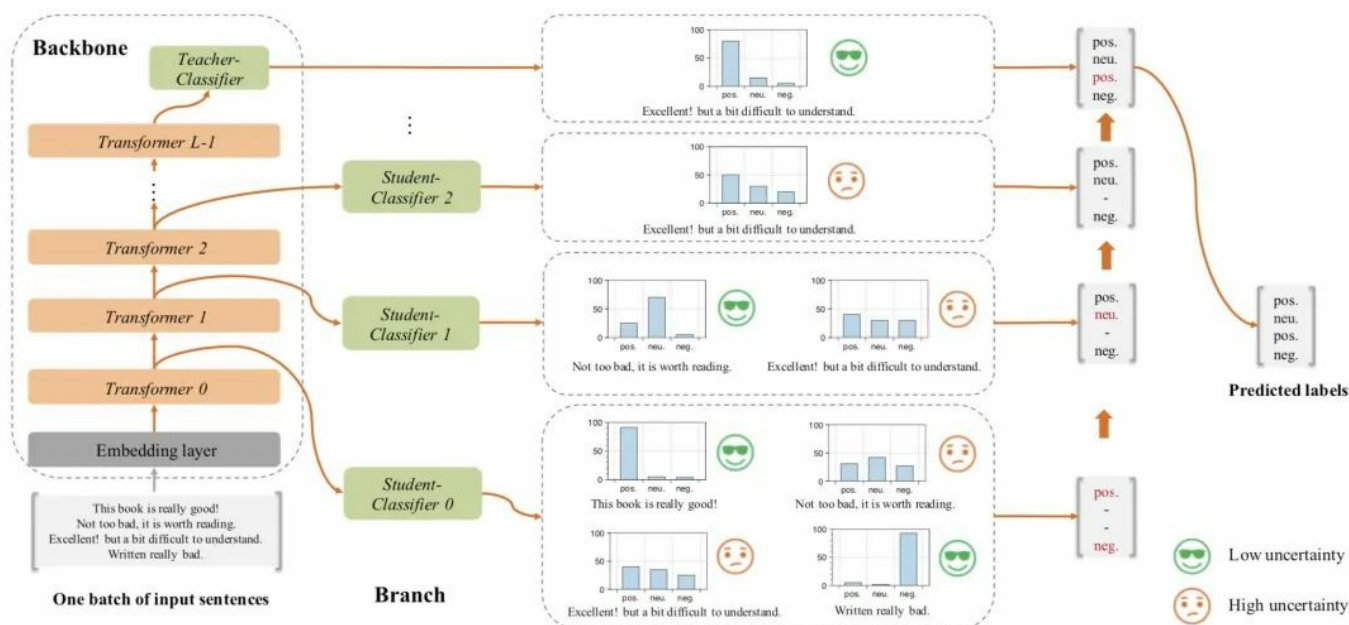 Backbone
Teacher-
Classifier
Transformer L-1
Transformer 2
Transformer 1
Transformer 0
Embedding layer
This book is really good!
Not too bad, it is worth reading.
Excellent! but a bit difficult to understand.
Written really bad.
One batch of input sentences
Branch
Student-
Classifier 2
Student-
Classifier 1
Student-
Classifier 0
100
50
0
pos. neu. neg.
Excellent! but a bit difficult to understand.
100
50
0
pos. neu. neg.
Excellent! but a bit difficult to understand.
100
50
0
pos. neu. neg.
Not too bad, it is worth reading.
100
50
0
pos. neu. neg.
Excellent! but a bit difficult to understand.
100
50
0
pos. neu. neg.
This book is really good!
100
50
0
pos. neu. neg.
Not too bad, it is worth reading.
100
50
0
pos. neu. neg.
Excellent! but a bit difficult to understand.
100
50
0
pos. neu. neg.
Written really bad.
pos.
neu.
pos.
neg.
pos.
neu.
-
neg.
pos.
neu.
-
neg.
pos.
-
-
neg.
pos.
neu.
pos.
neg.
Predicted labels
Low uncertainty
High uncertainty